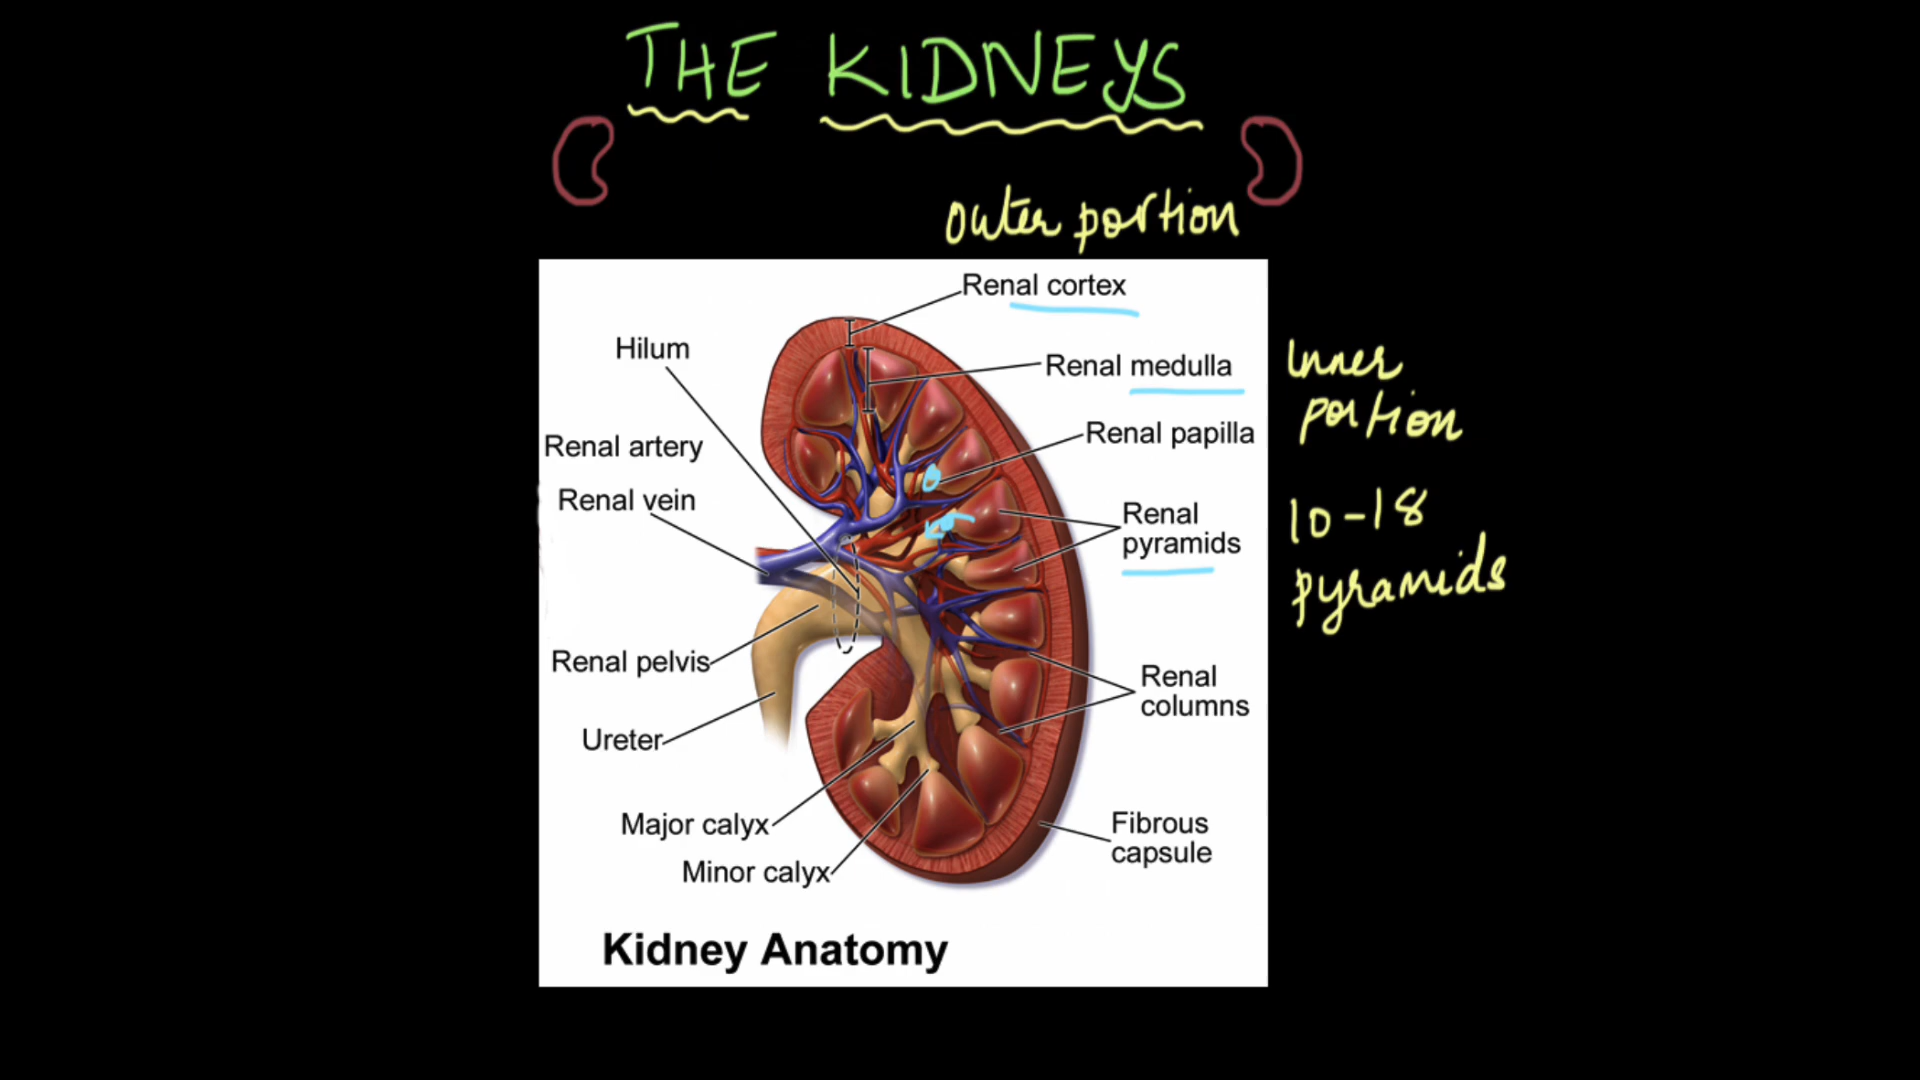 THE KIDNEYS
outer portion
Renal cortex
Hilum
Renal medulla
Inner
portion
Renal artery
Renal papilla
Renal vein
Renal
pyramids
10-18
pyramids
Renal pelvis
Renal
columns
Ureter
Major calyx
Fibrous
capsule
Minor calyx
Kidney Anatomy